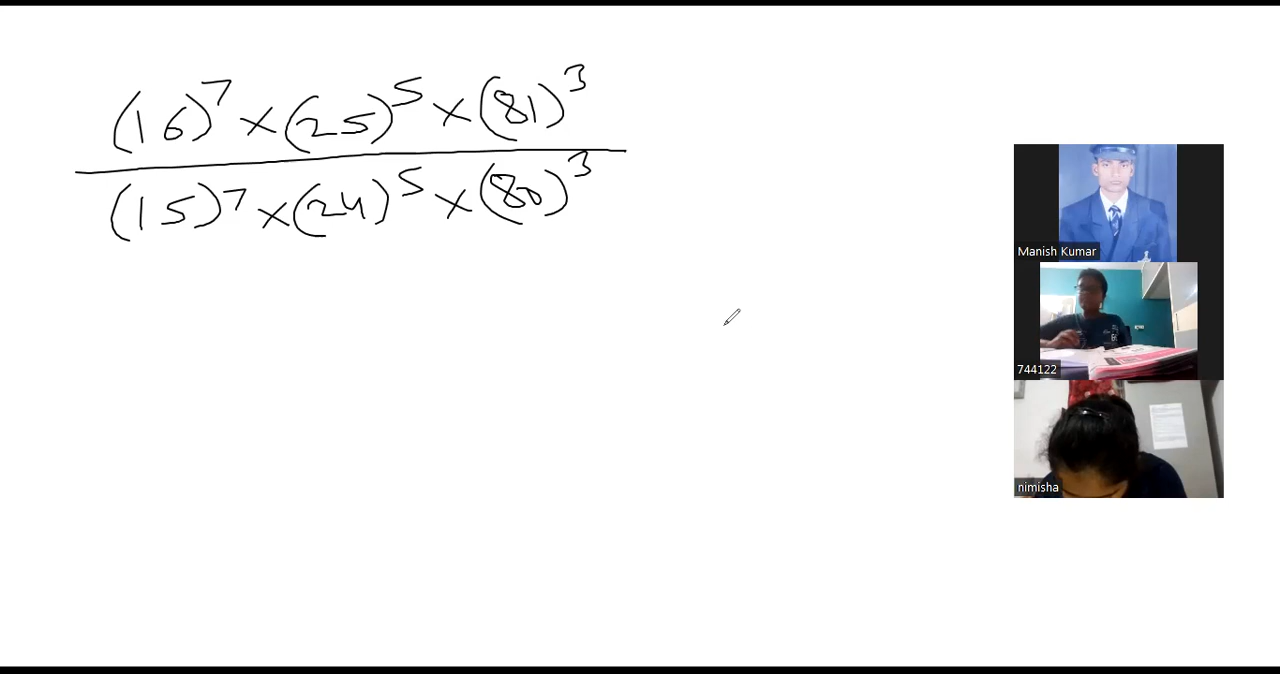 (16)⁷ × (25)⁵ × (81)³
(15)⁷ × (24)⁵ × (80)³
Manish Kumar
744122
nimisha